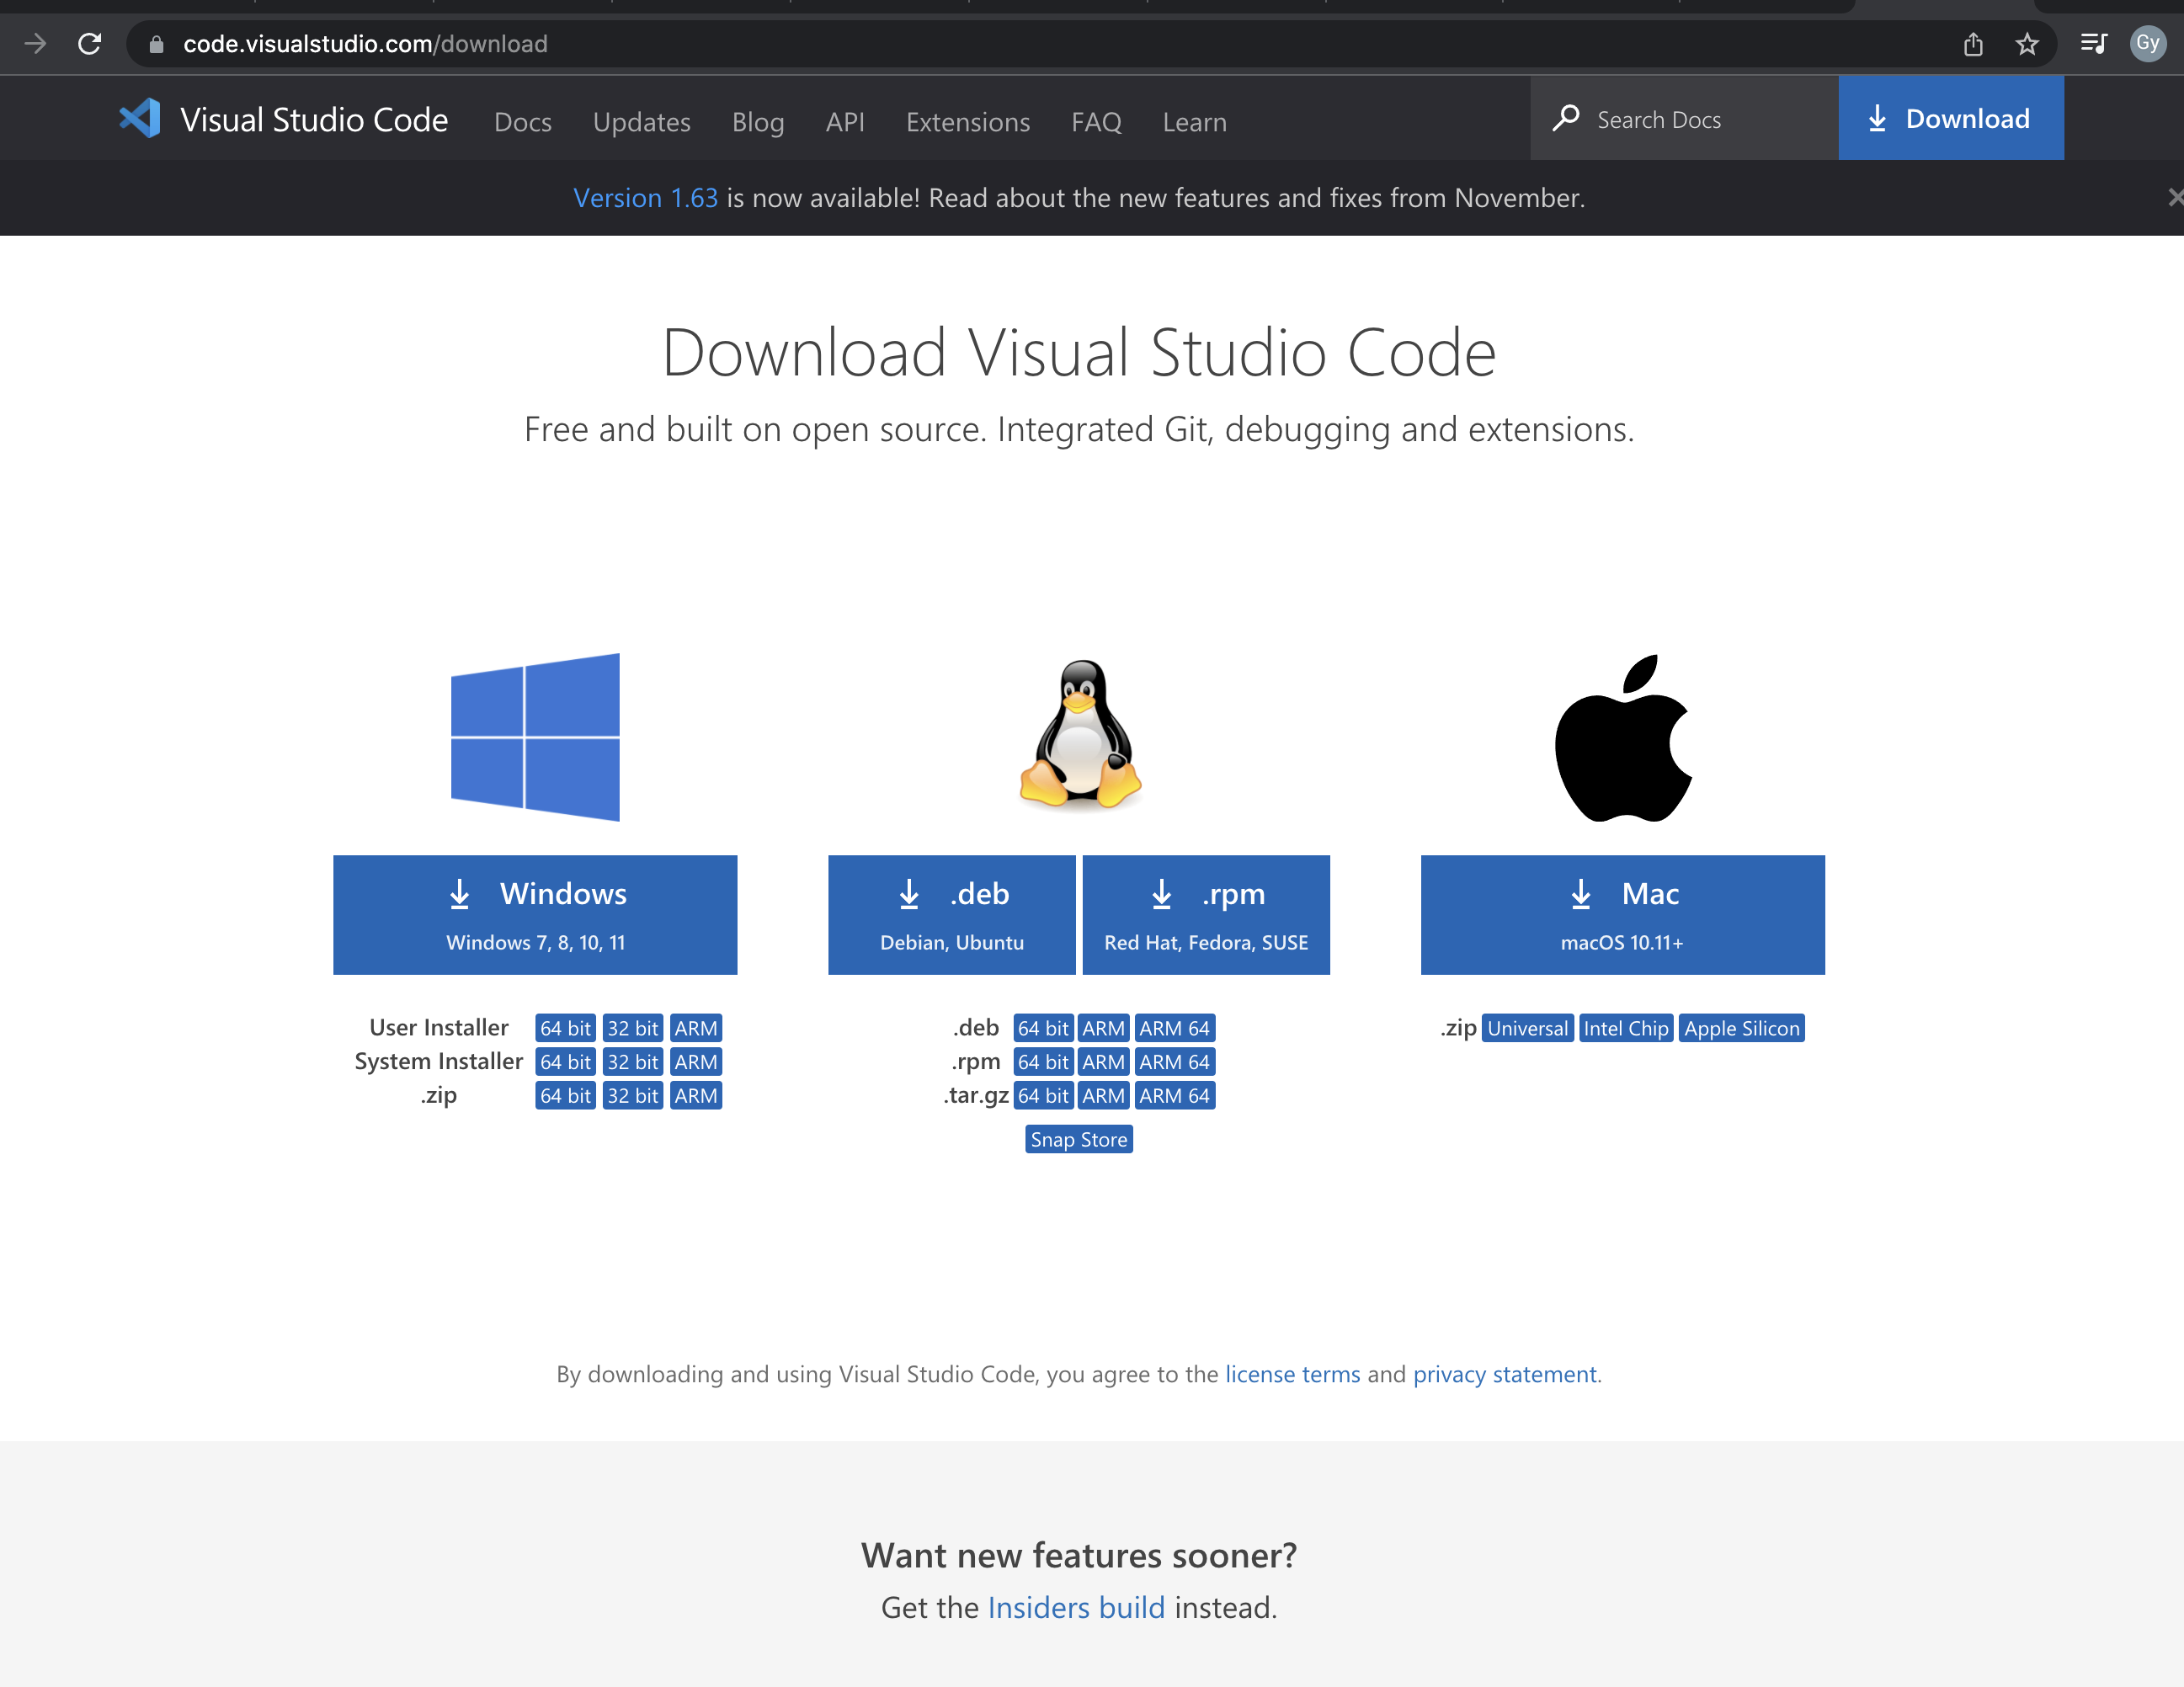 code.visualstudio.com/download
Gy
Visual Studio Code Docs Updates Blog API Extensions FAQ Learn Search Docs Download
Version 1.63 is now available! Read about the new features and fixes from November.
Download Visual Studio Code
Free and built on open source. Integrated Git, debugging and extensions.
Windows
Windows 7, 8, 10, 11
User Installer 64 bit 32 bit ARM
System Installer 64 bit 32 bit ARM
.zip 64 bit 32 bit ARM
.deb
Debian, Ubuntu
.rpm
Red Hat, Fedora, SUSE
.deb 64 bit ARM ARM 64
.rpm 64 bit ARM ARM 64
.tar.gz 64 bit ARM ARM 64
Snap Store
Mac
macOS 10.11+
.zip Universal Intel Chip Apple Silicon
By downloading and using Visual Studio Code, you agree to the license terms and privacy statement.
Want new features sooner?
Get the Insiders build instead.